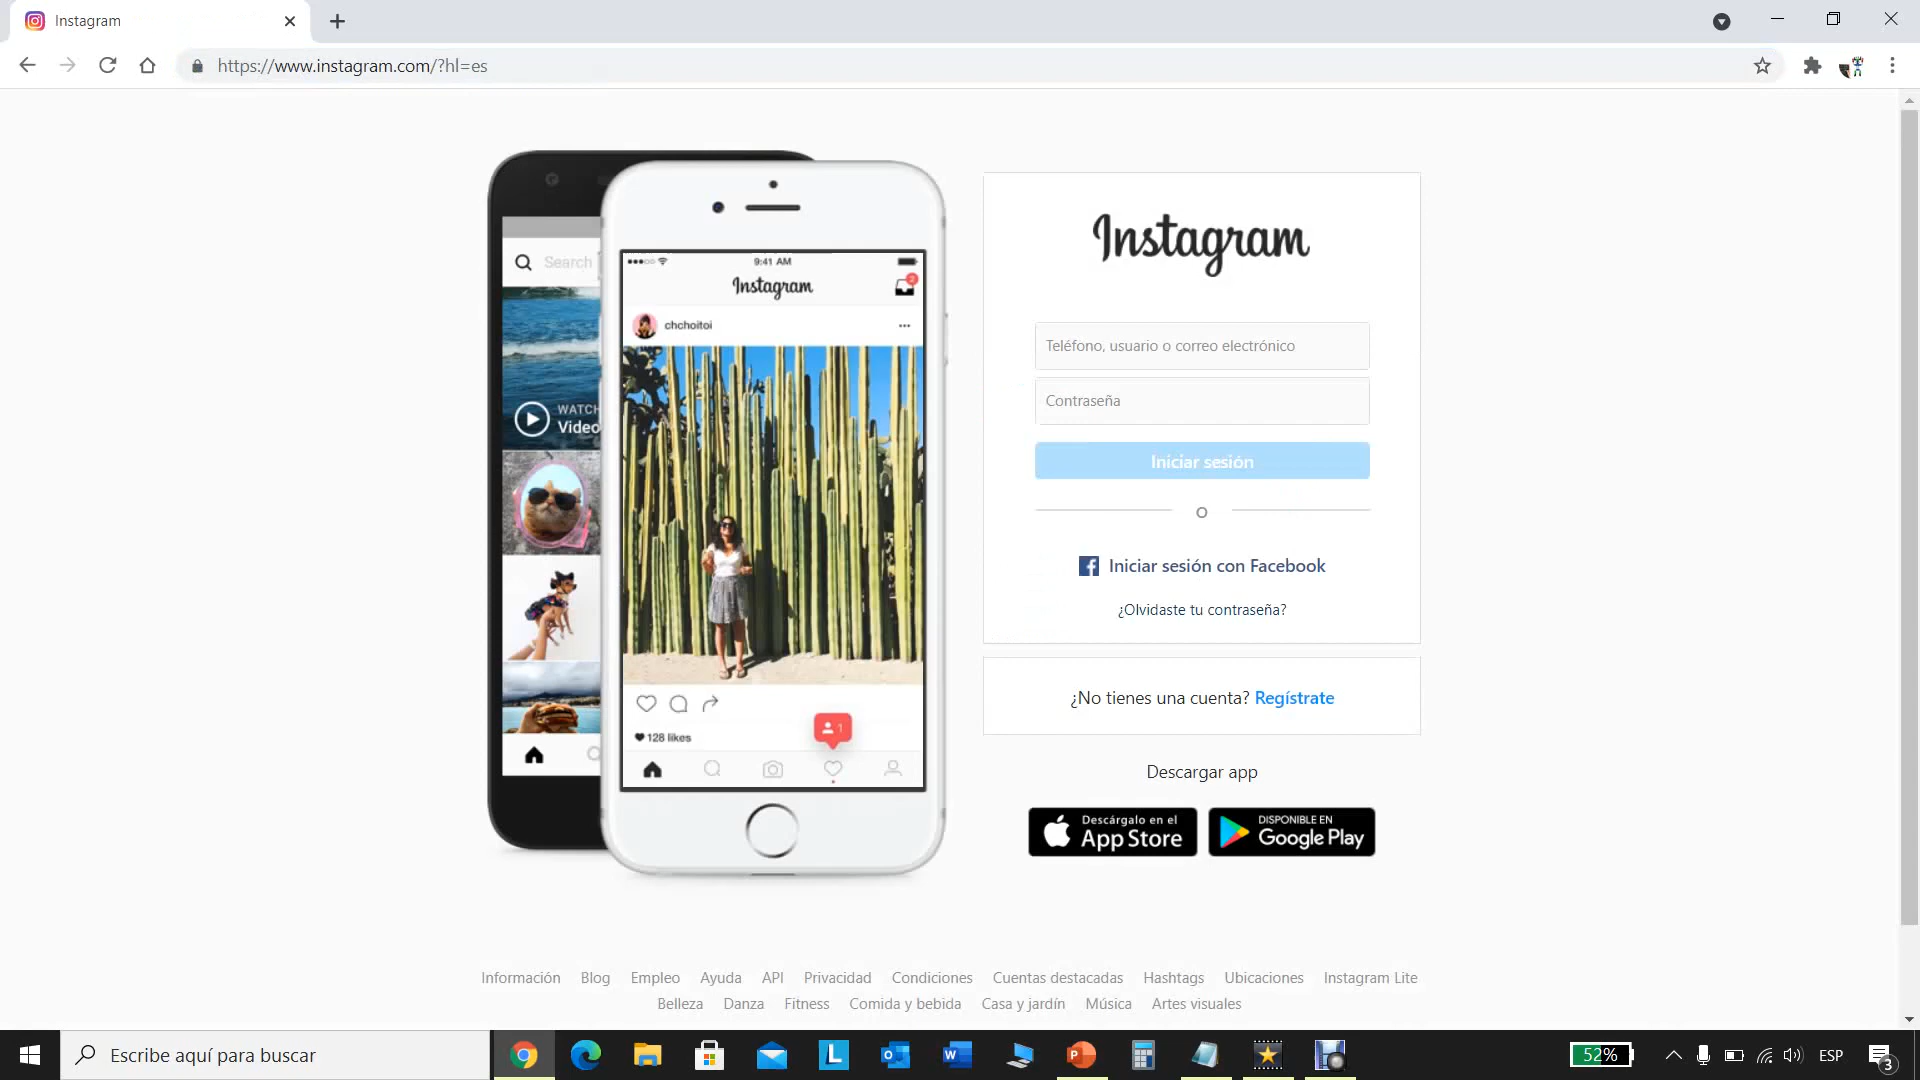 Instagram
https://www.instagram.com/?hl=es
Search
WATCH
Video
9:41 AM
Instagram
2
chchoitoi
1
128 likes
Instagram
Teléfono, usuario o correo electrónico
Contraseña
Iniciar sesión
O
Iniciar sesión con Facebook
¿Olvidaste tu contraseña?
¿No tienes una cuenta? Regístrate
Descargar app
Descárgalo en el
App Store
DISPONIBLE EN
Google Play
Información Blog Empleo Ayuda API Privacidad Condiciones Cuentas destacadas Hashtags Ubicaciones Instagram Lite
Belleza Danza Fitness Comida y bebida Casa y jardín Música Artes visuales
Escribe aquí para buscar
L
W
P
52%
ESP
3